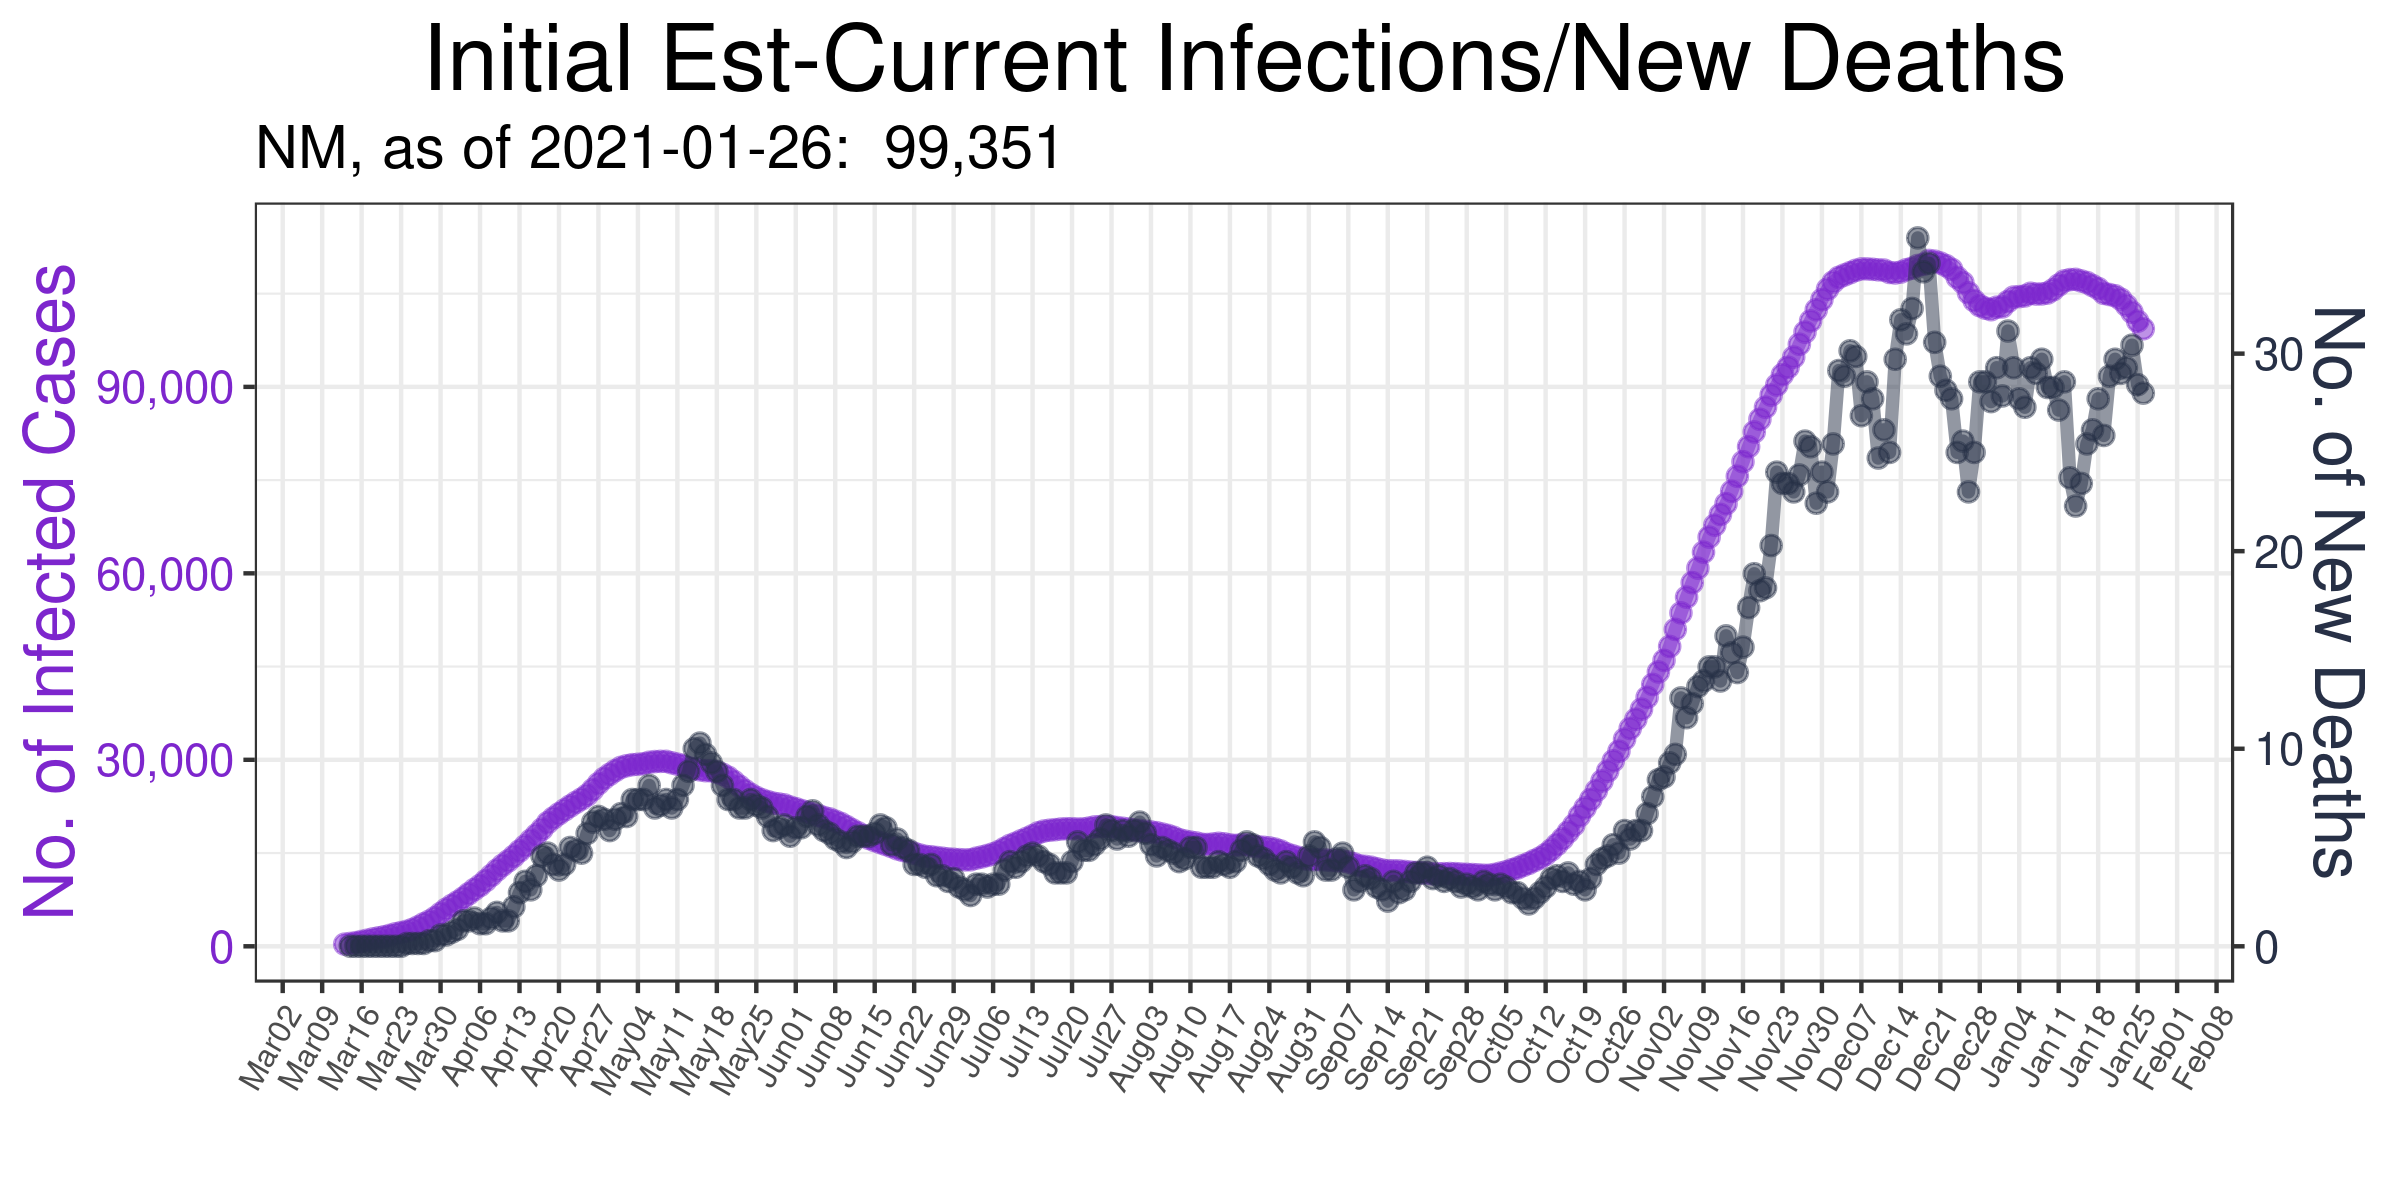 Initial Est-Current Infections/New Deaths
NM, as of 2021-01-26:  99,351
No. of Infected Cases
90,000
60,000
30,000
0
30
20
10
0
No. of New Deaths
Mar02
Mar09
Mar16
Mar23
Mar30
Apr06
Apr13
Apr20
Apr27
May04
May11
May18
May25
Jun01
Jun08
Jun15
Jun22
Jun29
Jul06
Jul13
Jul20
Jul27
Aug03
Aug10
Aug17
Aug24
Aug31
Sep07
Sep14
Sep21
Sep28
Oct05
Oct12
Oct19
Oct26
Nov02
Nov09
Nov16
Nov23
Nov30
Dec07
Dec14
Dec21
Dec28
Dec04
Jan11
Jan18
Jan25
Feb01
Feb08